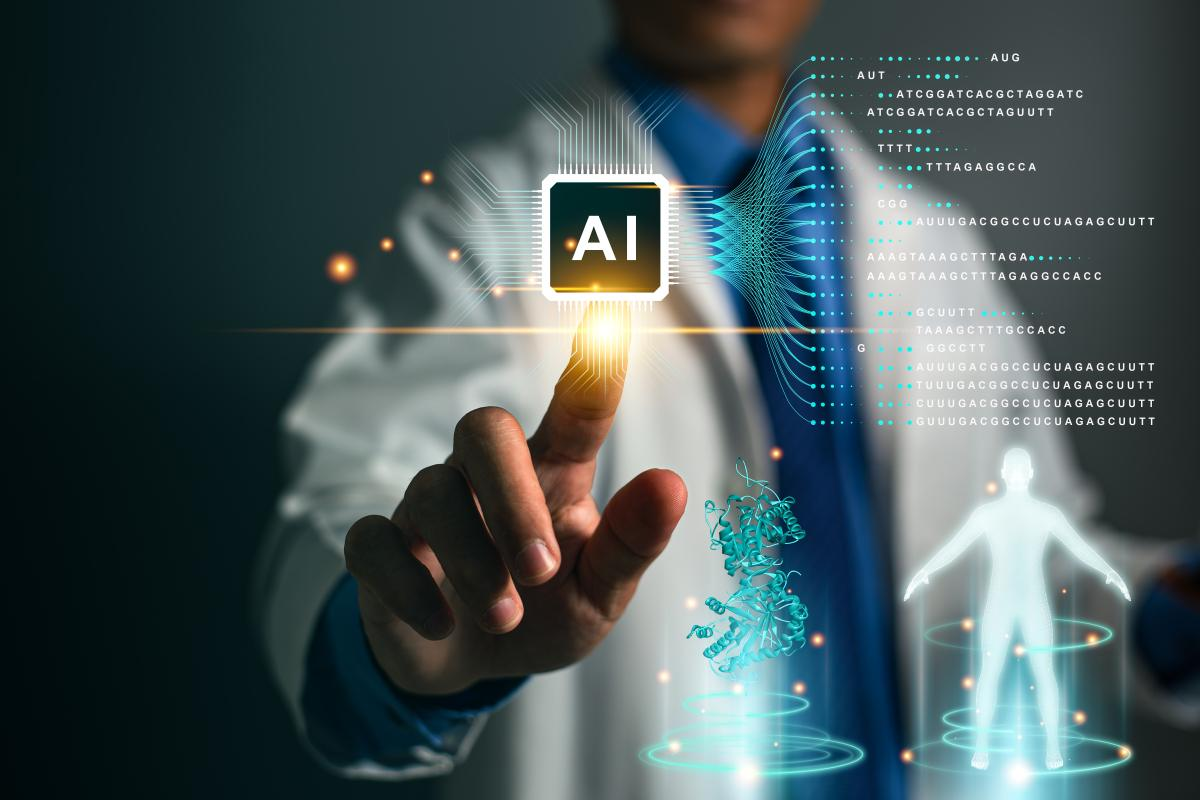 AI
AUG
AUT
ATCGGATCACGCTAGGATC
ATCGGATCACGCTAGUUTT
TTTT
TTTAGAGGCCA
CGG
AUUUGACGGCCUCUAGAGCUUTT
AAAGTAAAGCTTTAGA
AAAGTAAAGCTTTAGAGGCCACC
GCUUTT
TAAAGCTTTGCCACC
G GGCCTT
AUUUGACGGCCUCUAGAGCUUTT
TUUUGACGGCCUCUAGAGCUUTT
CUUUGACGGCCUCUAGAGCUUTT
GUUUGACGGCCUCUAGAGCUUTT